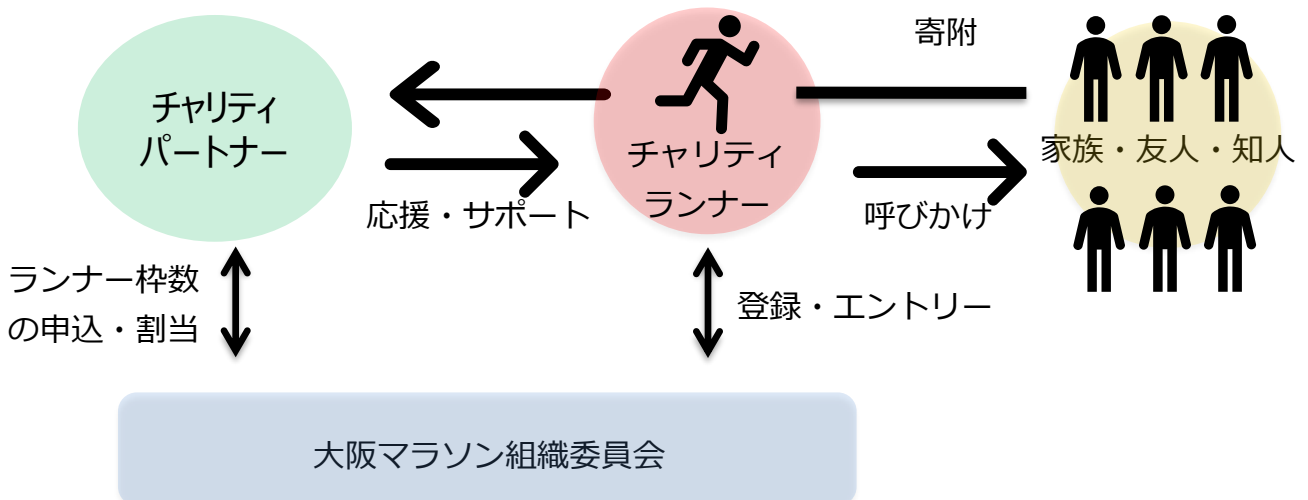 寄附
チャリティ
パートナー
チャリティ
ランナー
家族・友人・知人
応援・サポート
呼びかけ
ランナー枠数
の申込・割当
登録・エントリー
大阪マラソン組織委員会